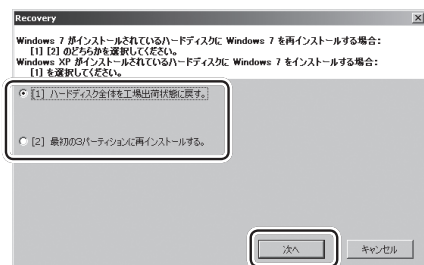 Recovery
Windows 7 がインストールされているハードディスクに Windows 7 を再インストールする場合：
[1] [2] のどちらかを選択してください。
Windows XP がインストールされているハードディスクに Windows 7 をインストールする場合：
[1] を選択してください。
[1] ハードディスク全体を工場出荷状態に戻す。
[2] 最初の3パーティションに再インストールする。
次へ
キャンセル